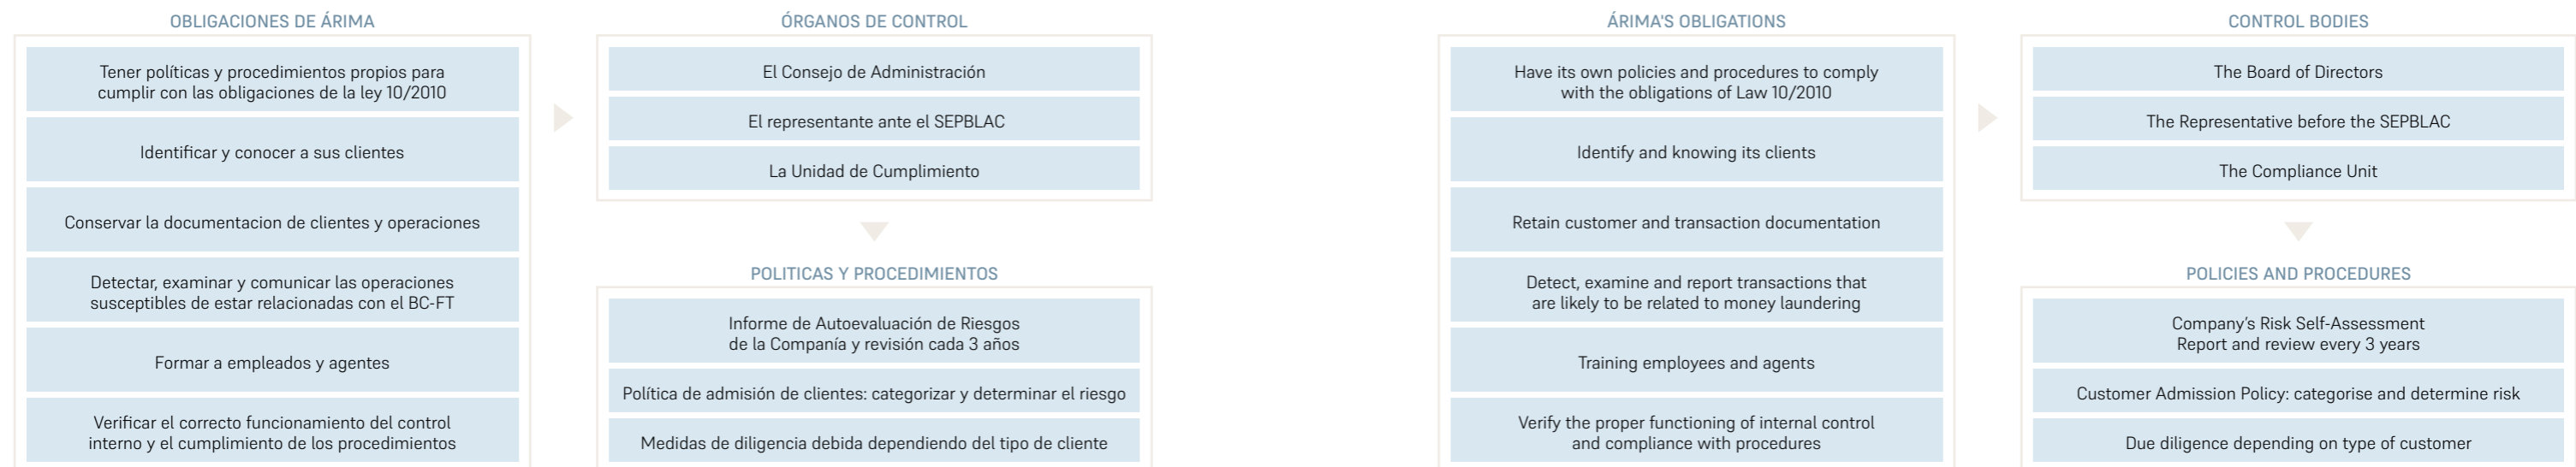 OBLIGACIONES DE ÁRIMA
Tener políticas y procedimientos propios para
cumplir con las obligaciones de la ley 10/2010
Identificar y conocer a sus clientes
Conservar la documentacion de clientes y operaciones
Detectar, examinar y comunicar las operaciones
susceptibles de estar relacionadas con el BC-FT
Formar a empleados y agentes
Verificar el correcto funcionamiento del control
interno y el cumplimiento de los procedimientos
ÓRGANOS DE CONTROL
El Consejo de Administración
El representante ante el SEPBLAC
La Unidad de Cumplimiento
POLITICAS Y PROCEDIMIENTOS
Informe de Autoevaluación de Riesgos
de la Companía y revisión cada 3 años
Política de admisión de clientes: categorizar y determinar el riesgo
Medidas de diligencia debida dependiendo del tipo de cliente
ÁRIMA'S OBLIGATIONS
Have its own policies and procedures to comply
with the obligations of Law 10/2010
Identify and knowing its clients
Retain customer and transaction documentation
Detect, examine and report transactions that
are likely to be related to money laundering
Training employees and agents
Verify the proper functioning of internal control
and compliance with procedures
CONTROL BODIES
The Board of Directors
The Representative before the SEPBLAC
The Compliance Unit
POLICIES AND PROCEDURES
Company's Risk Self-Assessment
Report and review every 3 years
Customer Admission Policy: categorise and determine risk
Due diligence depending on type of customer